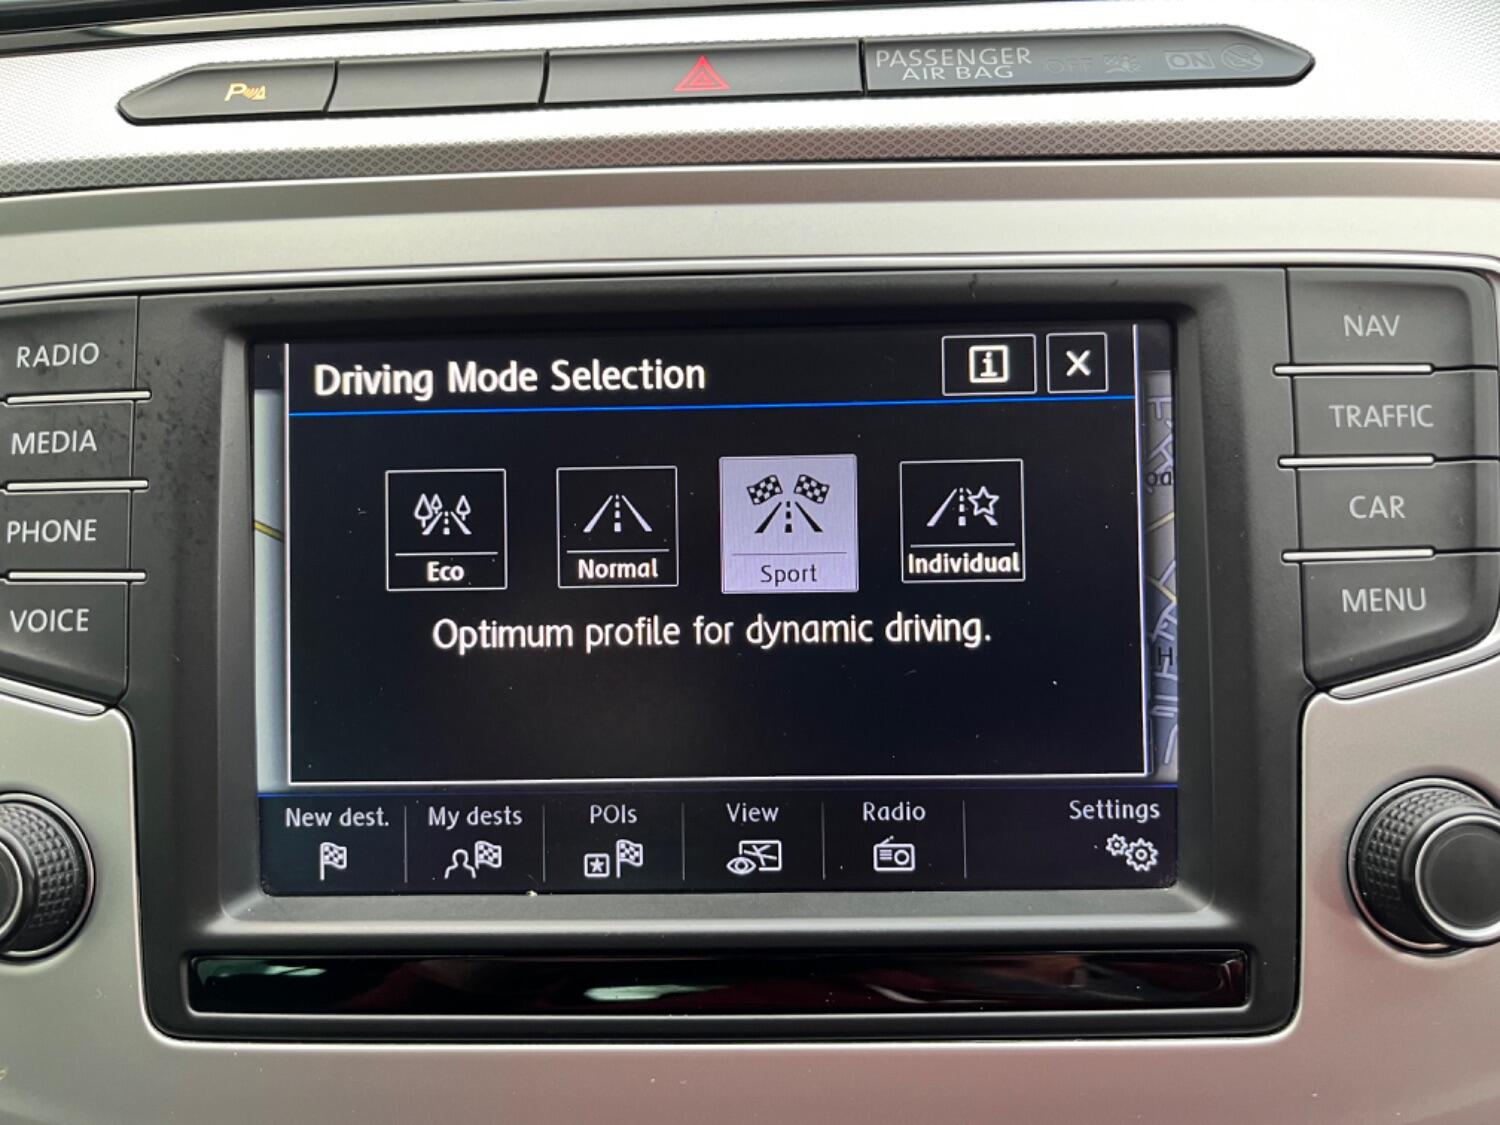 P
PASSENGER
AIR BAG
OFF
ON
RADIO
MEDIA
PHONE
VOICE
Driving Mode Selection
i
X
Eco
Normal
Sport
Individual
Optimum profile for dynamic driving.
New dest.
My dests
POIs
View
Radio
Settings
NAV
TRAFFIC
CAR
MENU